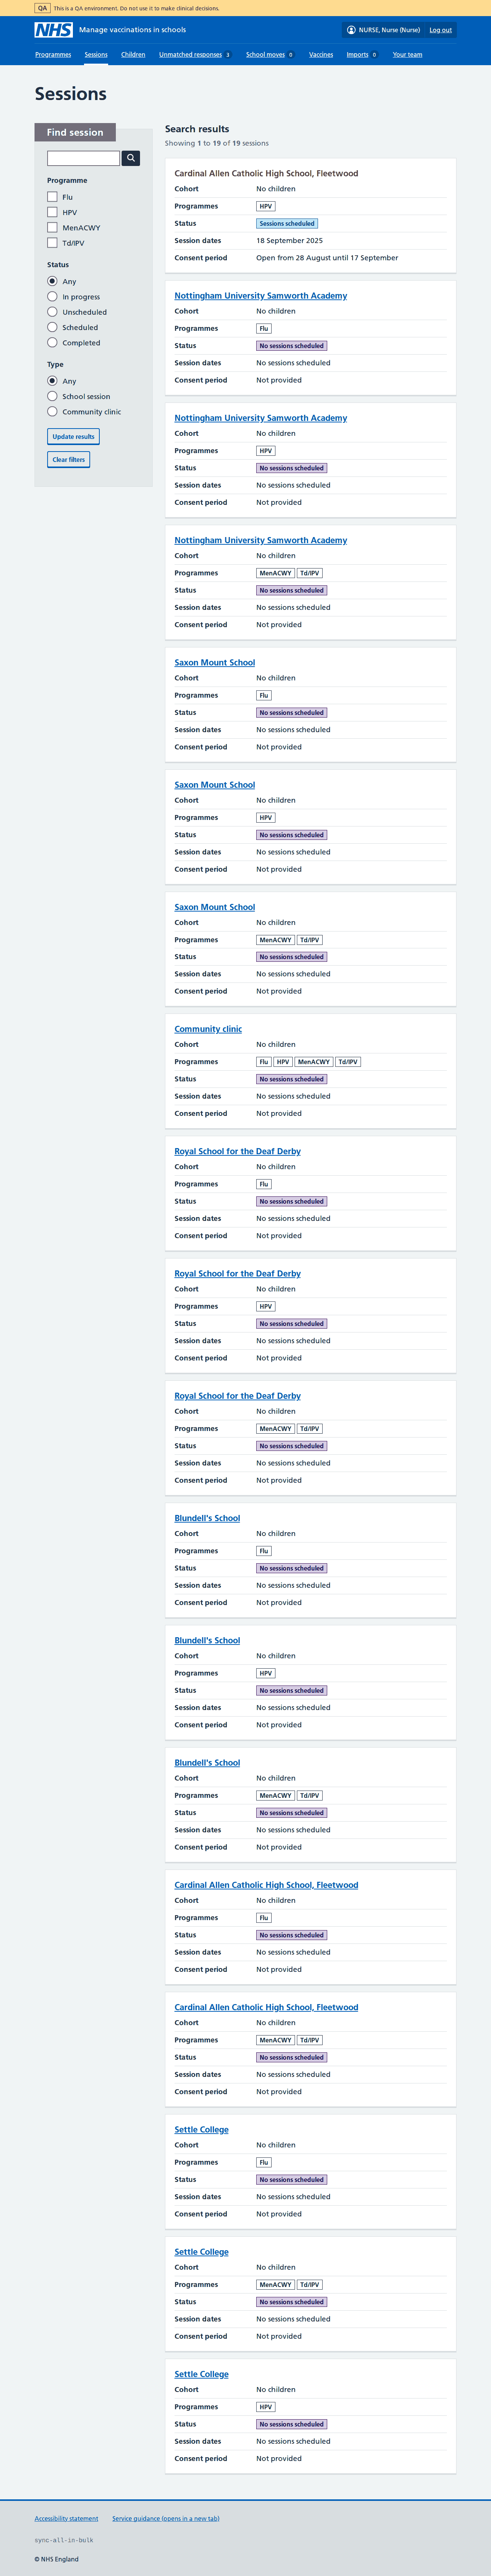 QA This is a QA environment. Do not use it to make clinical decisions.
NHS Manage vaccinations in schools NURSE, Nurse (Nurse) Log out
Programmes Sessions Children Unmatched responses 3 School moves 0 Vaccines Imports 0 Your team
Sessions
Find session
Programme
Flu
HPV
MenACWY
Td/IPV
Status
Any
In progress
Unscheduled
Scheduled
Completed
Type
Any
School session
Community clinic
Update results
Clear filters
Search results
Showing 1 to 19 of 19 sessions
Cardinal Allen Catholic High School, Fleetwood
Cohort No children
Programmes HPV
Status Sessions scheduled
Session dates 18 September 2025
Consent period Open from 28 August until 17 September
Nottingham University Samworth Academy
Cohort No children
Programmes Flu
Status No sessions scheduled
Session dates No sessions scheduled
Consent period Not provided
Nottingham University Samworth Academy
Cohort No children
Programmes HPV
Status No sessions scheduled
Session dates No sessions scheduled
Consent period Not provided
Nottingham University Samworth Academy
Cohort No children
Programmes MenACWY Td/IPV
Status No sessions scheduled
Session dates No sessions scheduled
Consent period Not provided
Saxon Mount School
Cohort No children
Programmes Flu
Status No sessions scheduled
Session dates No sessions scheduled
Consent period Not provided
Saxon Mount School
Cohort No children
Programmes HPV
Status No sessions scheduled
Session dates No sessions scheduled
Consent period Not provided
Saxon Mount School
Cohort No children
Programmes MenACWY Td/IPV
Status No sessions scheduled
Session dates No sessions scheduled
Consent period Not provided
Community clinic
Cohort No children
Programmes Flu HPV MenACWY Td/IPV
Status No sessions scheduled
Session dates No sessions scheduled
Consent period Not provided
Royal School for the Deaf Derby
Cohort No children
Programmes Flu
Status No sessions scheduled
Session dates No sessions scheduled
Consent period Not provided
Royal School for the Deaf Derby
Cohort No children
Programmes HPV
Status No sessions scheduled
Session dates No sessions scheduled
Consent period Not provided
Royal School for the Deaf Derby
Cohort No children
Programmes MenACWY Td/IPV
Status No sessions scheduled
Session dates No sessions scheduled
Consent period Not provided
Blundell's School
Cohort No children
Programmes Flu
Status No sessions scheduled
Session dates No sessions scheduled
Consent period Not provided
Blundell's School
Cohort No children
Programmes HPV
Status No sessions scheduled
Session dates No sessions scheduled
Consent period Not provided
Blundell's School
Cohort No children
Programmes MenACWY Td/IPV
Status No sessions scheduled
Session dates No sessions scheduled
Consent period Not provided
Cardinal Allen Catholic High School, Fleetwood
Cohort No children
Programmes Flu
Status No sessions scheduled
Session dates No sessions scheduled
Consent period Not provided
Cardinal Allen Catholic High School, Fleetwood
Cohort No children
Programmes MenACWY Td/IPV
Status No sessions scheduled
Session dates No sessions scheduled
Consent period Not provided
Settle College
Cohort No children
Programmes Flu
Status No sessions scheduled
Session dates No sessions scheduled
Consent period Not provided
Settle College
Cohort No children
Programmes MenACWY Td/IPV
Status No sessions scheduled
Session dates No sessions scheduled
Consent period Not provided
Settle College
Cohort No children
Programmes HPV
Status No sessions scheduled
Session dates No sessions scheduled
Consent period Not provided
Accessibility statement Service guidance (opens in a new tab)
sync-all-in-bulk
© NHS England